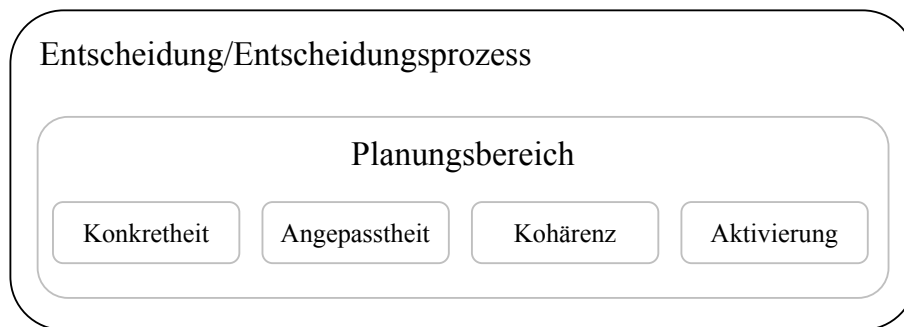 Entscheidung/Entscheidungsprozess
Planungsbereich
Konkretheit
Angepasstheit
Kohärenz
Aktivierung